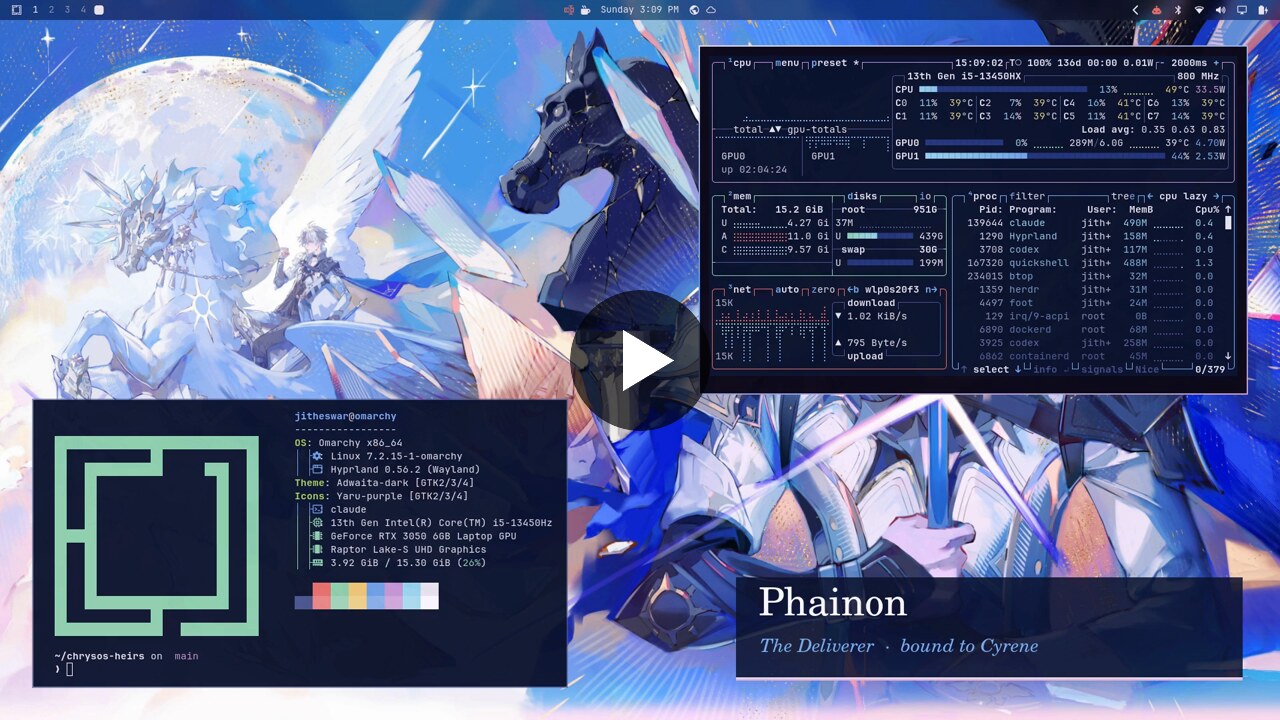 1 2 3 4
Sunday 3:09 PM
¹cpu menu preset * 15:09:02 T 100% 136d 00:00 0.01W - 2000ms +
13th Gen i5-13450HX 800 MHz
CPU 13% 49°C 33.5W
C0 11% 39°C C2 7% 39°C C4 16% 41°C C6 13% 39°C
C1 11% 39°C C3 14% 39°C C5 11% 41°C C7 14% 39°C
total ▲▼ gpu-totals
Load avg: 0.35 0.63 0.83
GPU0 0% 289M/6.0G 39°C 4.70W
GPU0 GPU1
GPU1 44% 2.53W
up 02:04:24
²mem disks io
Total: 15.2 GiB root 951G
U 4.27 Gi 37M
A 11.0 Gi U 439G
C 9.57 Gi swap 30G
U 199M
³net auto zero ←b wlp0s20f3 n→
15K download
▼ 1.02 KiB/s
▲ 795 Byte/s
15K upload
⁴proc filter tree ← cpu lazy →
Pid: Program: User: MemB Cpu% ↑
139644 claude jith+ 490M 0.4
1290 Hyprland jith+ 158M 0.4
3708 codex jith+ 117M 0.0
167320 quickshell jith+ 488M 1.3
234015 btop jith+ 32M 0.0
1359 herdr jith+ 31M 0.0
4497 foot jith+ 24M 0.0
129 irq/9-acpi root 0B 0.0
6890 dockerd root 68M 0.0
3925 codex jith+ 258M 0.0
6862 containerd root 45M 0.0 ↓
↑ select ↓ info ↵ signals Nice 0/379
jitheswar@omarchy
-----------------
OS: Omarchy x86_64
Linux 7.2.15-1-omarchy
Hyprland 0.56.2 (Wayland)
Theme: Adwaita-dark [GTK2/3/4]
Icons: Yaru-purple [GTK2/3/4]
claude
13th Gen Intel(R) Core(TM) i5-13450Hz
GeForce RTX 3050 6GB Laptop GPU
Raptor Lake-S UHD Graphics
3.92 GiB / 15.30 GiB (26%)
~/chrysos-heirs on main
❯
Phainon
The Deliverer · bound to Cyrene